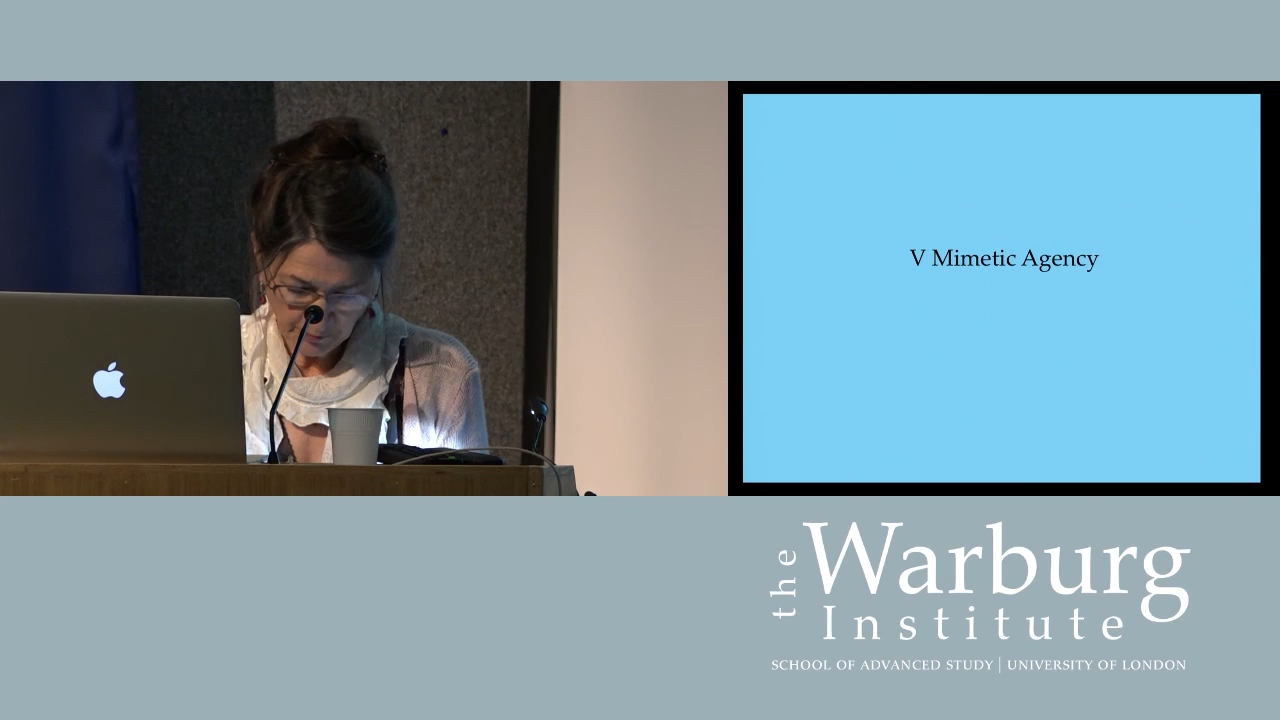 V Mimetic Agency
the Warburg
Institute
SCHOOL OF ADVANCED STUDY | UNIVERSITY OF LONDON